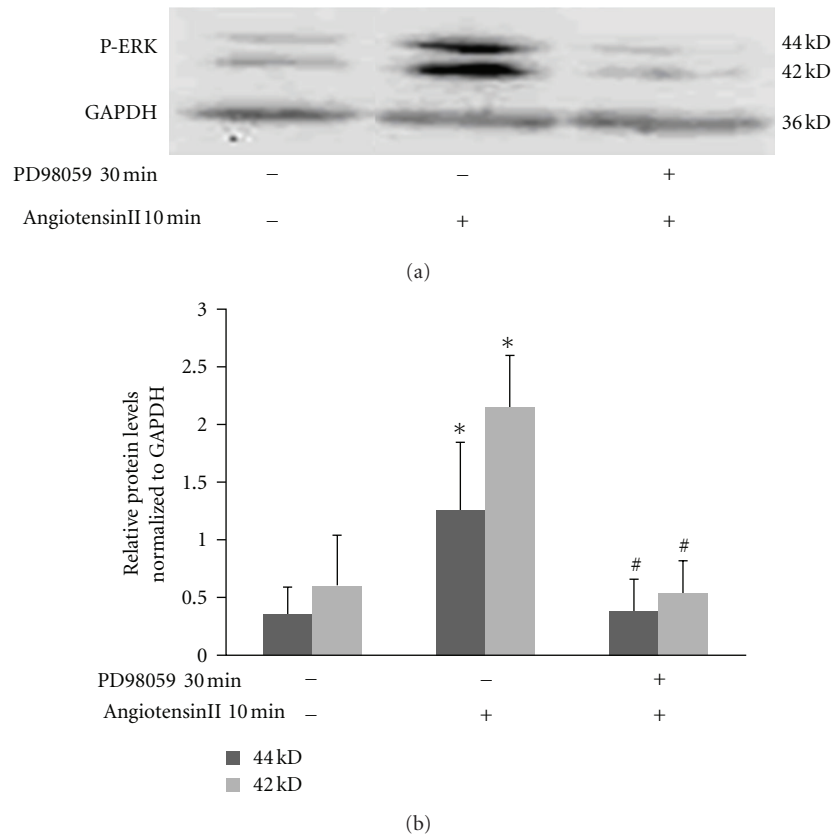 P-ERK
44 kD
42 kD
GAPDH
36 kD
PD98059 30 min − − +
AngiotensinII 10 min − + +
(a)
3
2.5
2
1.5
1
0.5
0
Relative protein levels
normalized to GAPDH
* * # #
PD98059 30 min − − +
AngiotensinII 10 min − + +
44 kD
42 kD
(b)